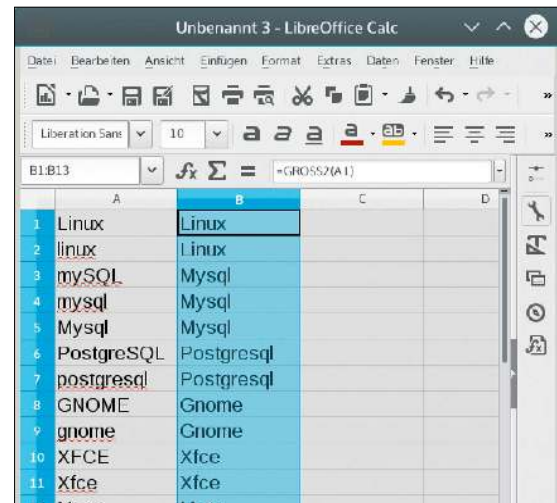 Unbenannt 3 - LibreOffice Calc
Datei Bearbeiten Ansicht Einfügen Format Extras Daten Fenster Hilfe
Liberation Sans 10 a a a a ab
B1:B13 fx Σ = =GROSS2(A1)
A B C D
1 Linux Linux
2 linux Linux
3 mySQL Mysql
4 mysql Mysql
5 Mysql Mysql
6 PostgreSQL Postgresql
7 postgresql Postgresql
8 GNOME Gnome
9 gnome Gnome
10 XFCE Xfce
11 Xfce Xfce